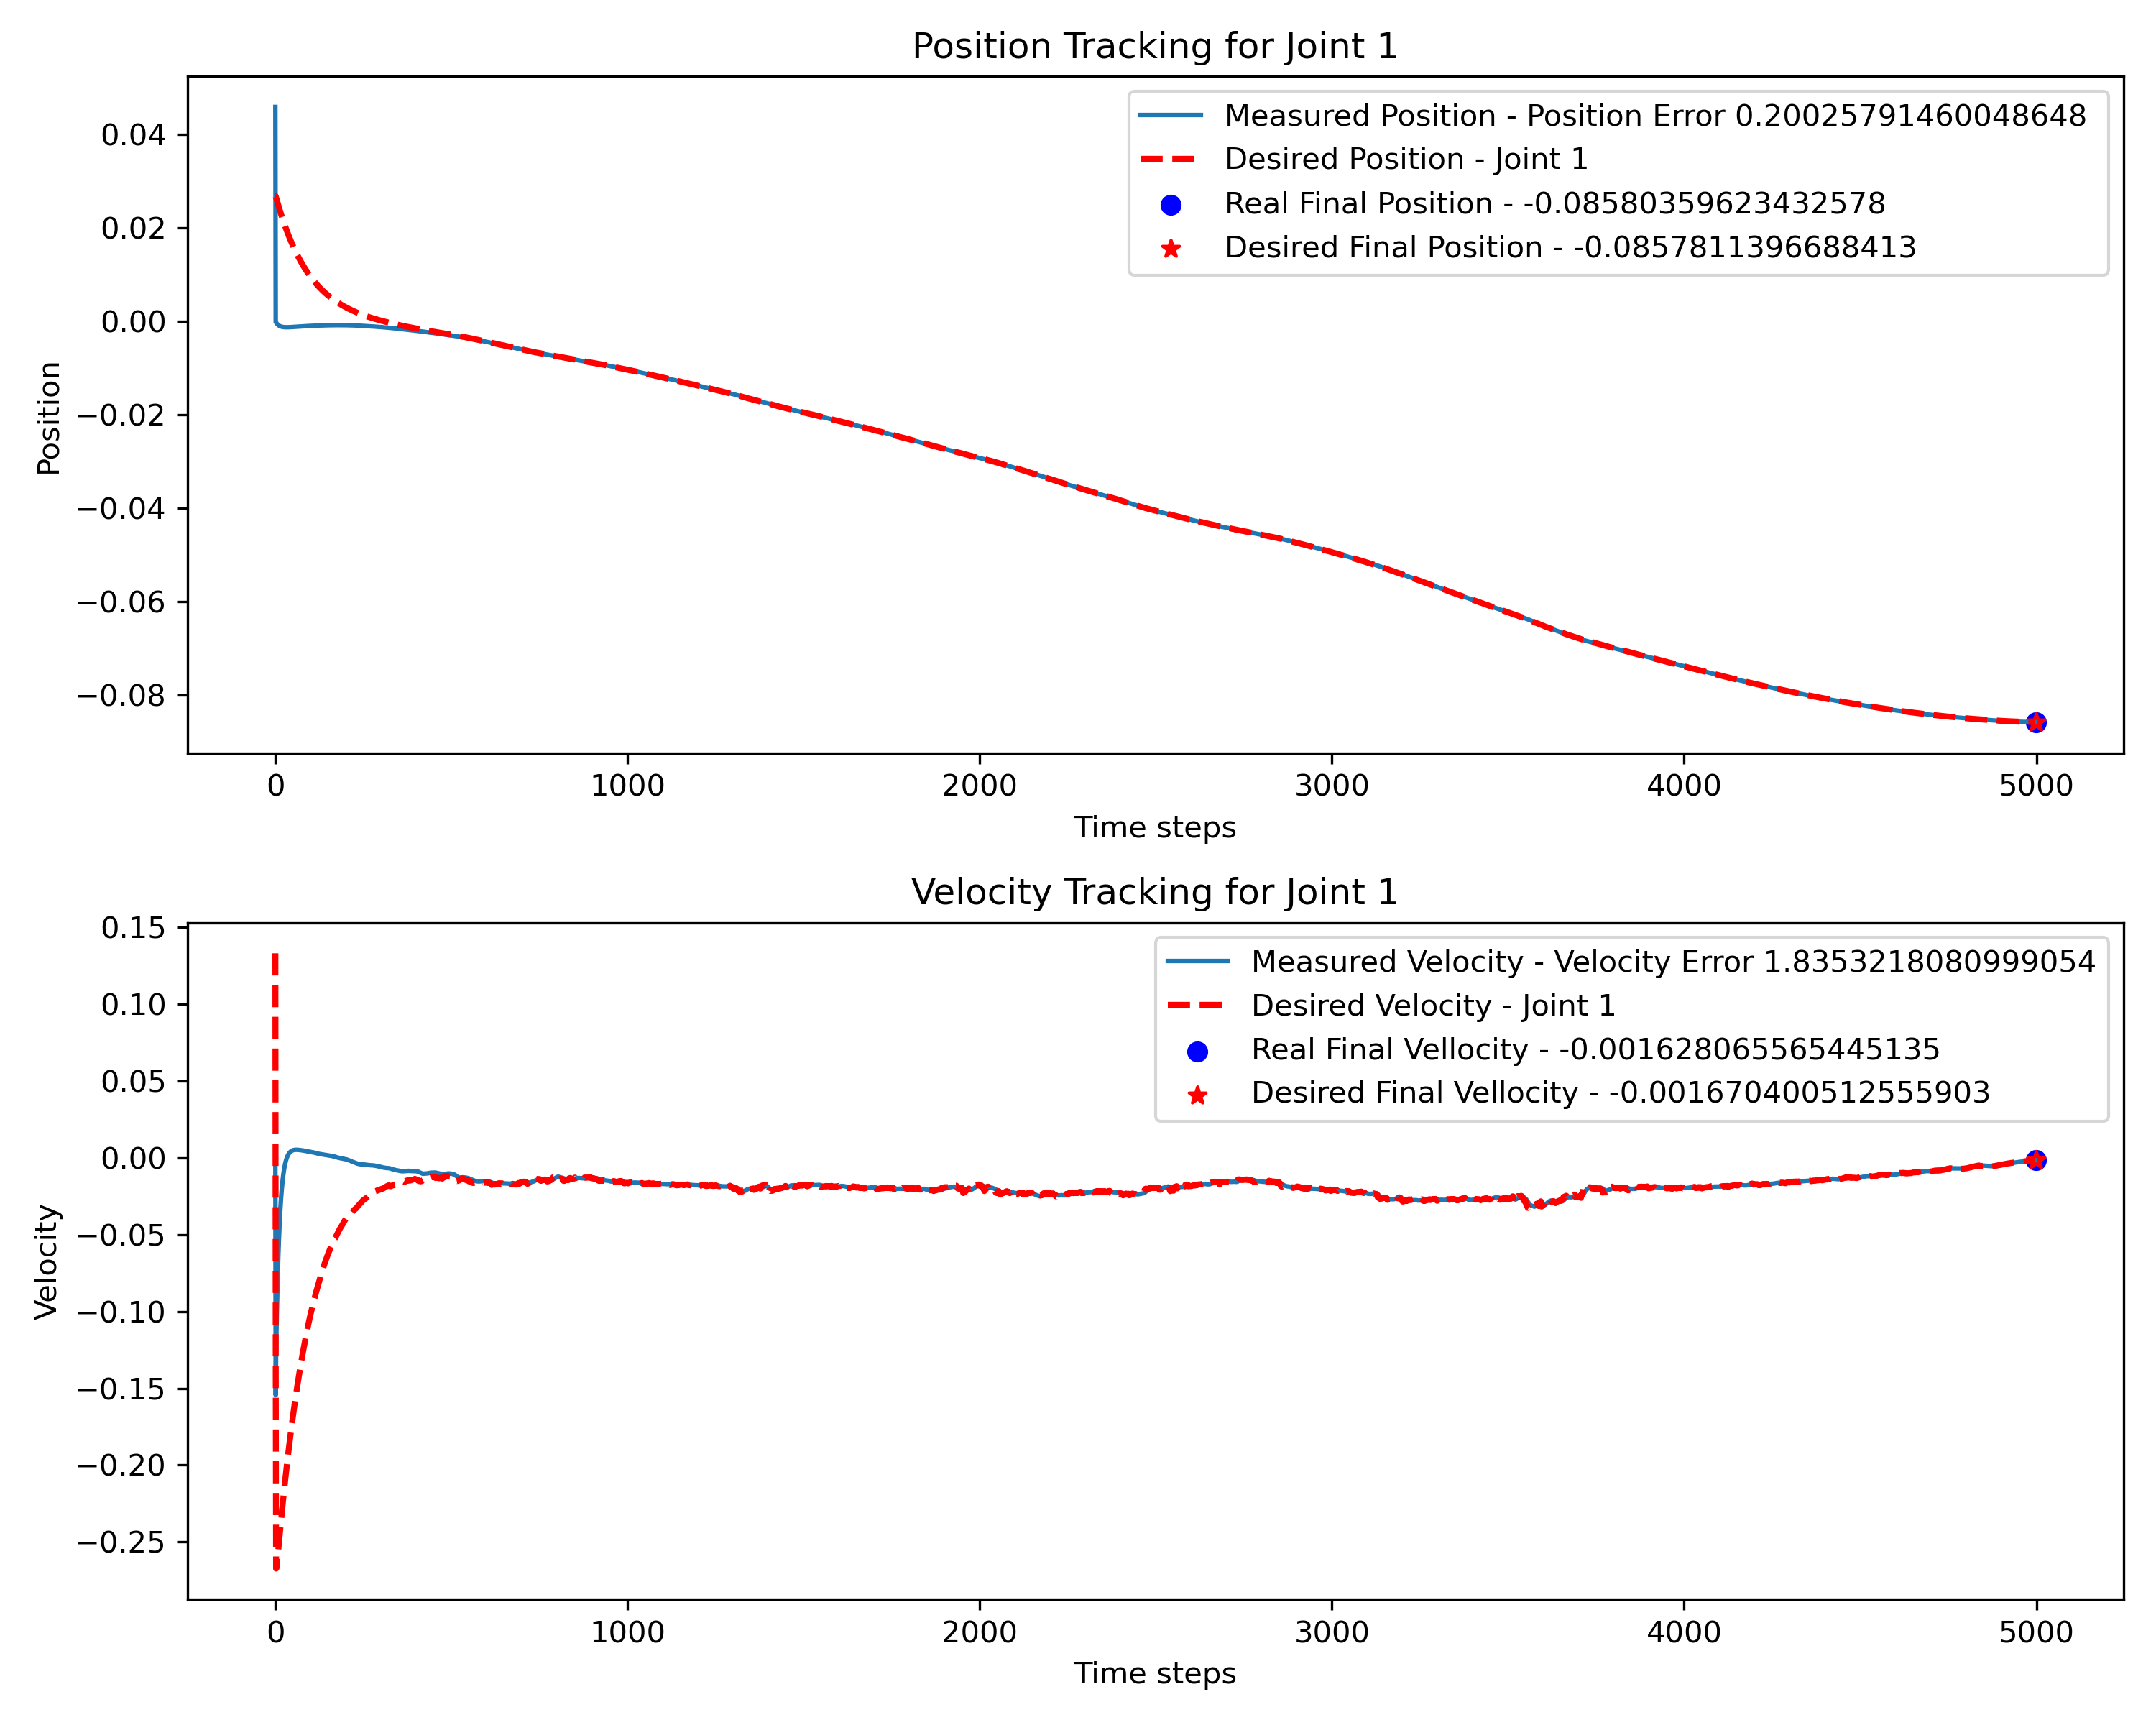 Position Tracking for Joint 1
Measured Position - Position Error 0.20025791460048648
Desired Position - Joint 1
Real Final Position - -0.08580359623432578
Desired Final Position - -0.0857811396688413
0.04
0.02
0.00
−0.02
−0.04
−0.06
−0.08
Position
0 1000 2000 3000 4000 5000
Time steps
Velocity Tracking for Joint 1
Measured Velocity - Velocity Error 1.8353218080999054
Desired Velocity - Joint 1
Real Final Vellocity - -0.001628065565445135
Desired Final Vellocity - -0.001670400512555903
0.15
0.10
0.05
0.00
−0.05
−0.10
−0.15
−0.20
−0.25
Velocity
0 1000 2000 3000 4000 5000
Time steps